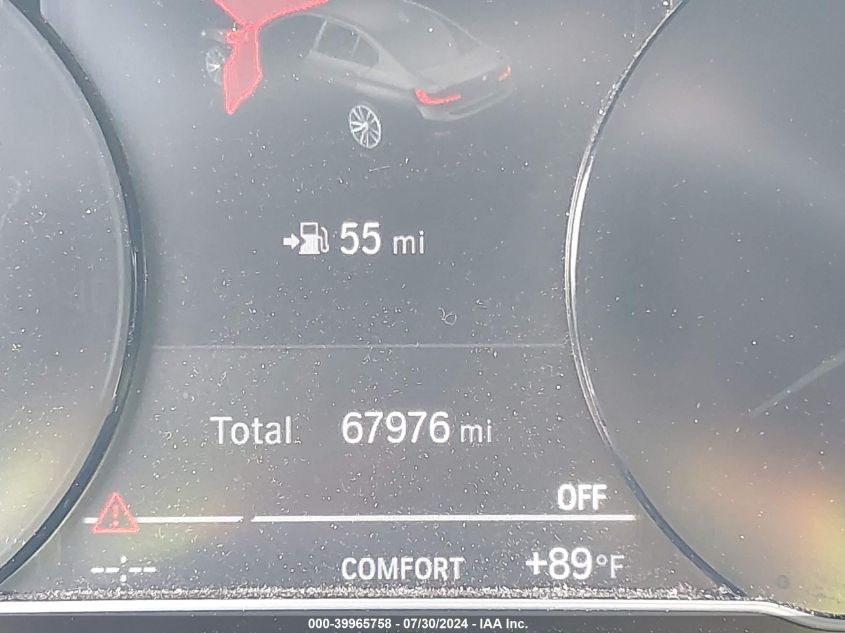 55 mi
Total 67976 mi
OFF
--:-- COMFORT +89°F
000-39965758 - 07/30/2024 - IAA Inc.